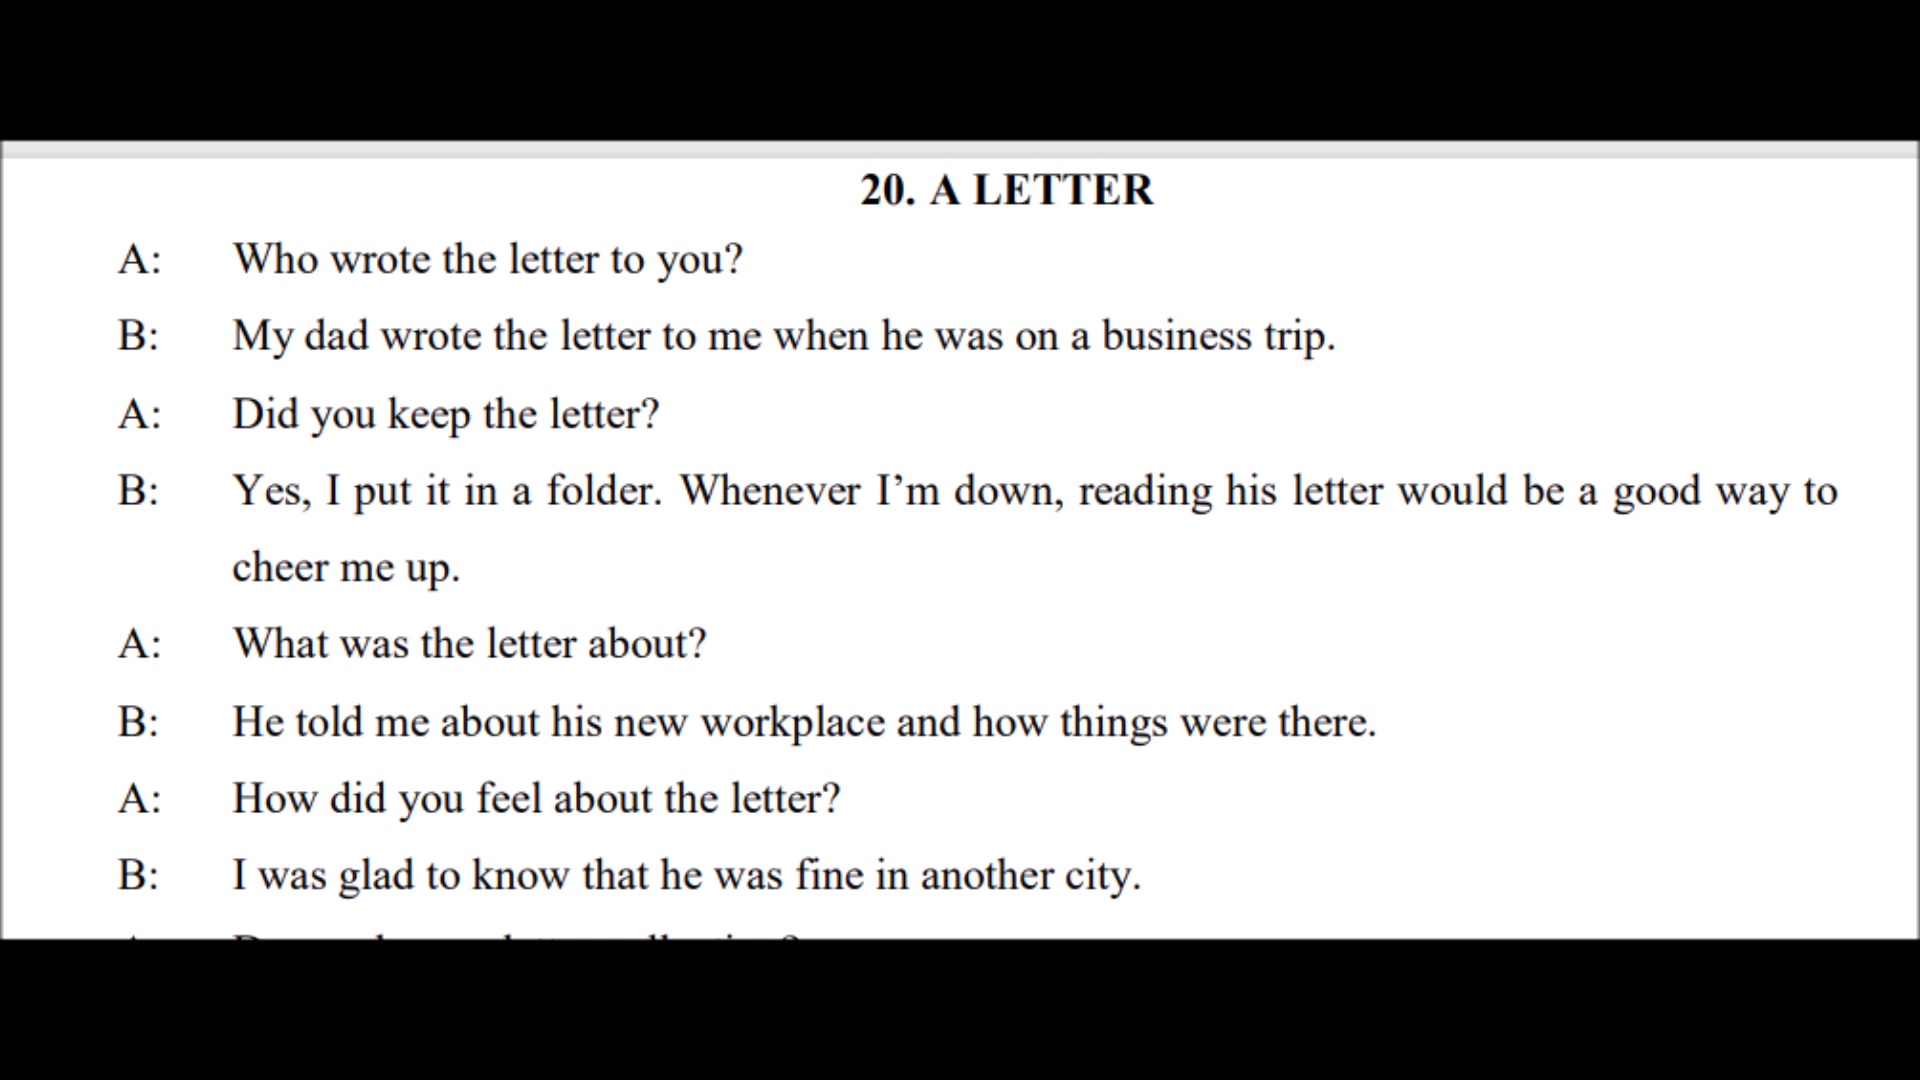 20. A LETTER
A: Who wrote the letter to you?
B: My dad wrote the letter to me when he was on a business trip.
A: Did you keep the letter?
B: Yes, I put it in a folder. Whenever I’m down, reading his letter would be a good way to
cheer me up.
A: What was the letter about?
B: He told me about his new workplace and how things were there.
A: How did you feel about the letter?
B: I was glad to know that he was fine in another city.